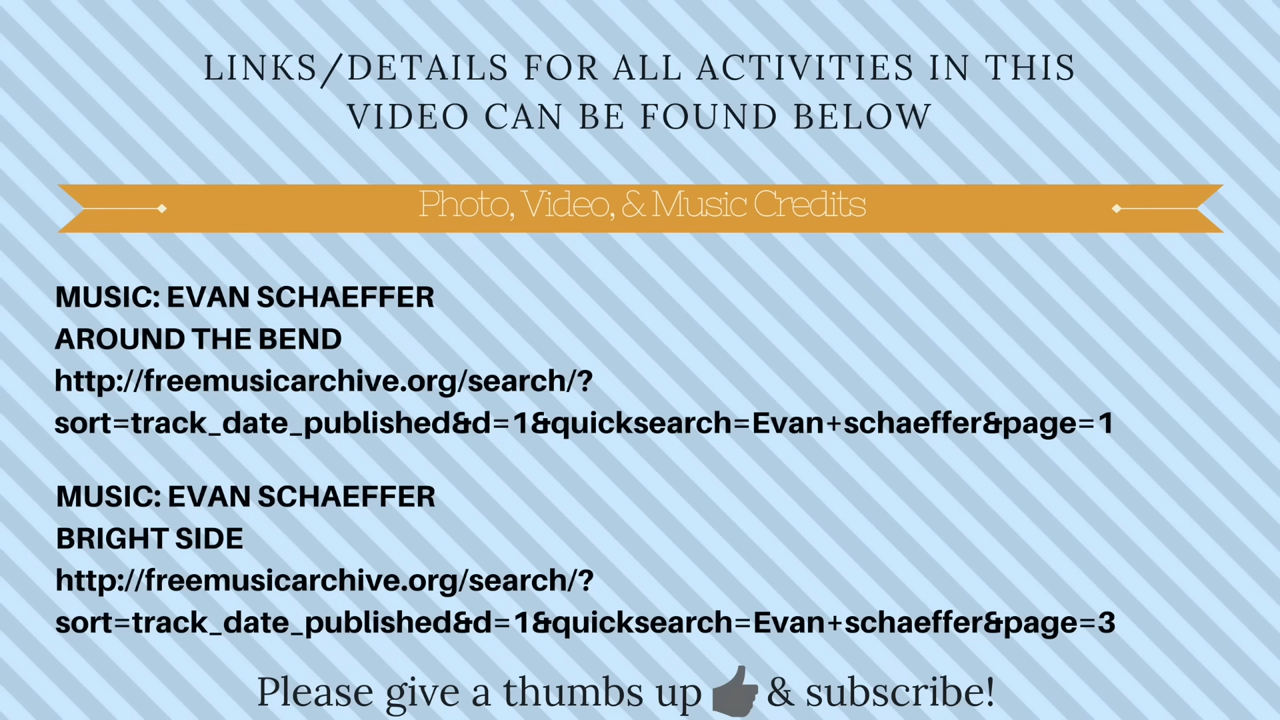 LINKS/DETAILS FOR ALL ACTIVITIES IN THIS
VIDEO CAN BE FOUND BELOW
Photo, Video, & Music Credits
MUSIC: EVAN SCHAEFFER
AROUND THE BEND
http://freemusicarchive.org/search/?
sort=track_date_published&d=1&quicksearch=Evan+schaeffer&page=1
MUSIC: EVAN SCHAEFFER
BRIGHT SIDE
http://freemusicarchive.org/search/?
sort=track_date_published&d=1&quicksearch=Evan+schaeffer&page=3
Please give a thumbs up & subscribe!